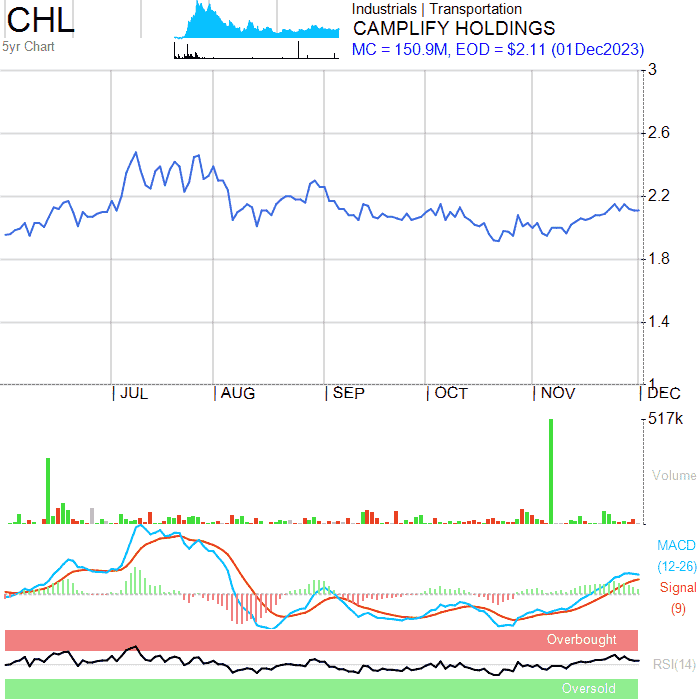 CHL
5yr Chart
Industrials | Transportation
CAMPLIFY HOLDINGS
MC = 150.9M, EOD = $2.11 (01Dec2023)
3
2.6
2.2
1.8
1.4
1
| JUL | AUG | SEP | OCT | NOV | DEC
517k
Volume
MACD
(12-26)
Signal
(9)
Overbought
RSI(14)
Oversold